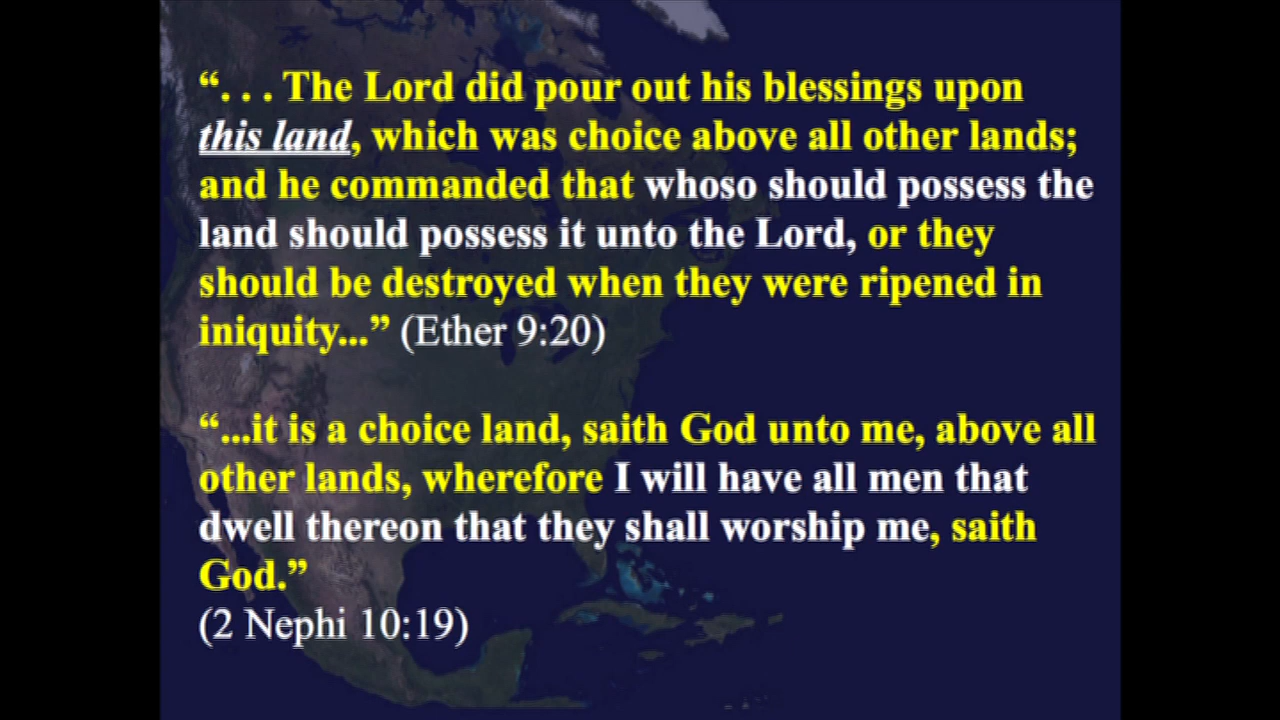 “. . . The Lord did pour out his blessings upon
this land, which was choice above all other lands;
and he commanded that whoso should possess the
land should possess it unto the Lord, or they
should be destroyed when they were ripened in
iniquity...” (Ether 9:20)
“...it is a choice land, saith God unto me, above all
other lands, wherefore I will have all men that
dwell thereon that they shall worship me, saith
God.”
(2 Nephi 10:19)